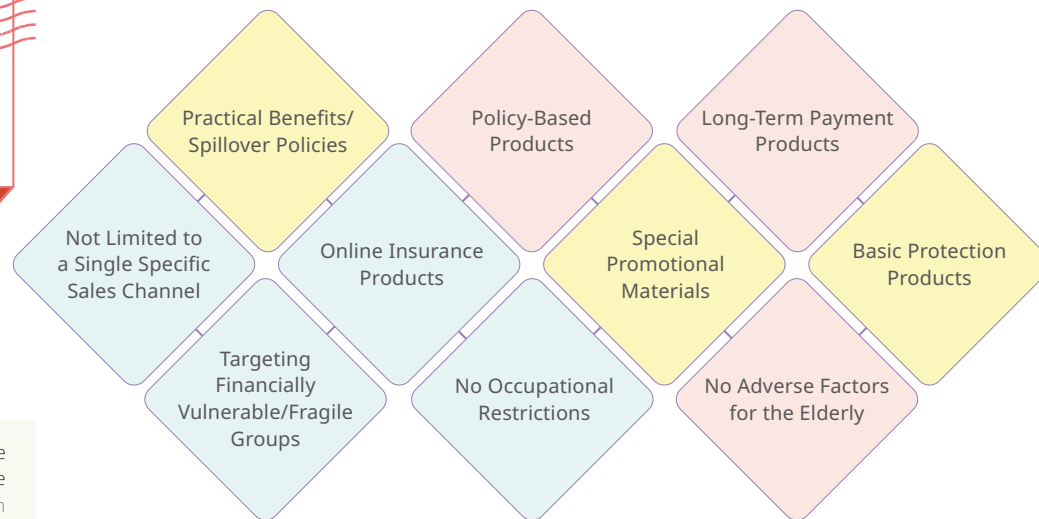 Practical Benefits/
Spillover Policies
Policy-Based
Products
Long-Term Payment
Products
Not Limited to
a Single Specific
Sales Channel
Online Insurance
Products
Special
Promotional
Materials
Basic Protection
Products
Targeting
Financially
Vulnerable/Fragile
Groups
No Occupational
Restrictions
No Adverse Factors
for the Elderly